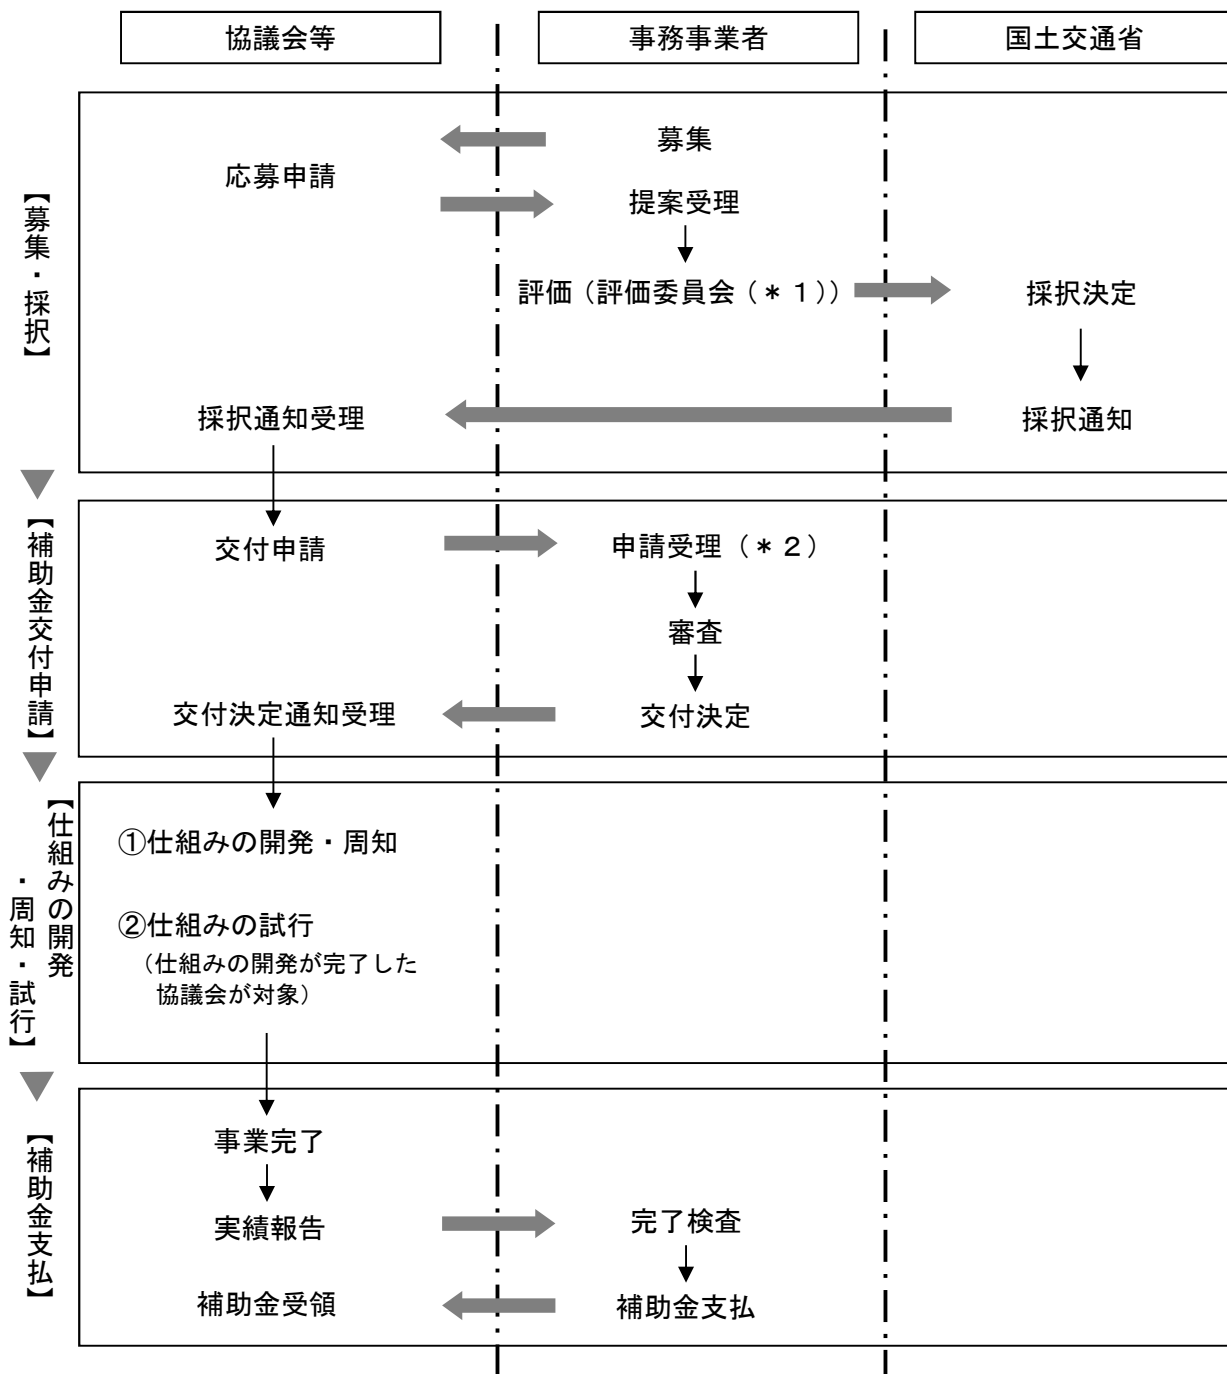 協議会等
事務事業者
国土交通省
【募集・採択】
募集
応募申請
提案受理
評価（評価委員会（＊１））
採択決定
採択通知受理
採択通知
【補助金交付申請】
交付申請
申請受理（＊２）
審査
交付決定通知受理
交付決定
【仕組みの開発
・周知・試行】
①仕組みの開発・周知
②仕組みの試行
（仕組みの開発が完了した
協議会が対象）
【補助金支払】
事業完了
実績報告
完了検査
補助金受領
補助金支払